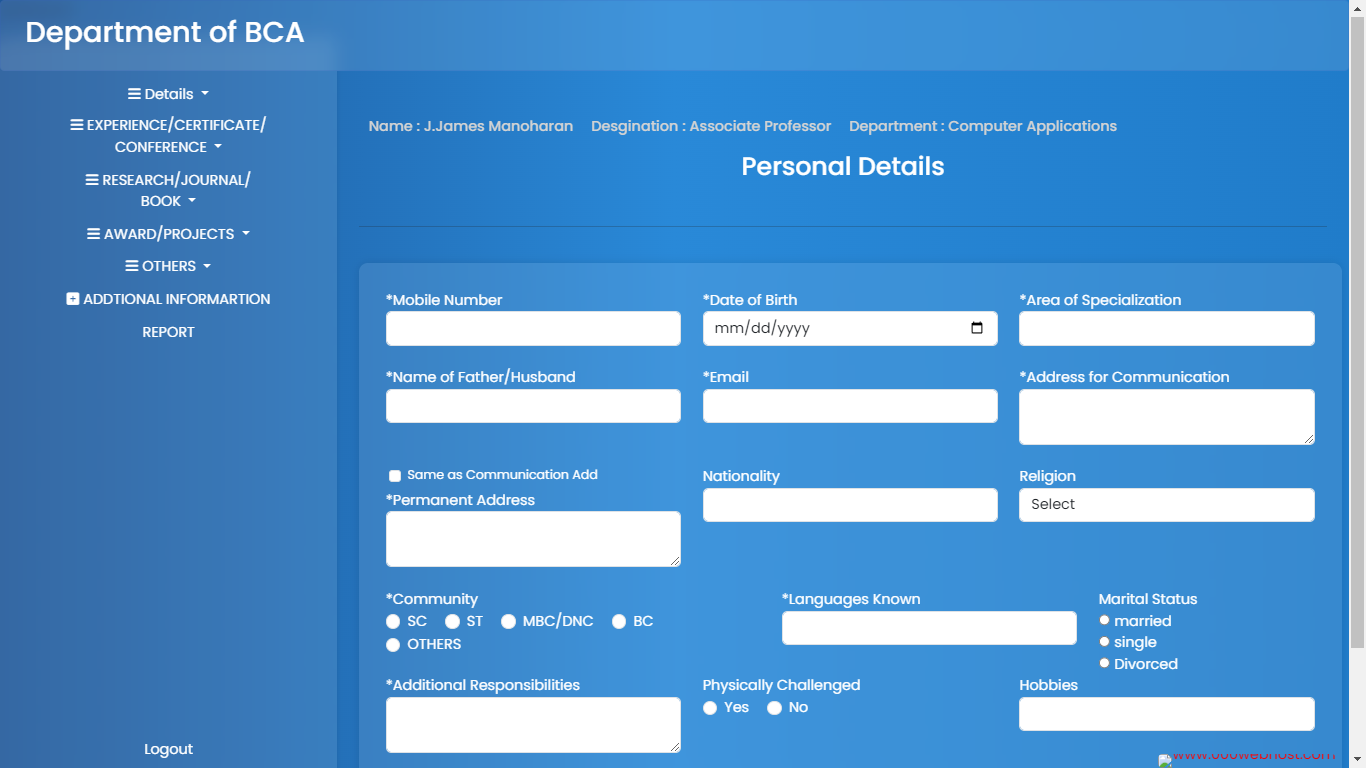 Department of BCA
Details
EXPERIENCE/CERTIFICATE/
CONFERENCE
RESEARCH/JOURNAL/
BOOK
AWARD/PROJECTS
OTHERS
ADDTIONAL INFORMARTION
REPORT
Logout
Name : J.James Manoharan Desgination : Associate Professor Department : Computer Applications
Personal Details
*Mobile Number *Date of Birth *Area of Specialization
mm/dd/yyyy
*Name of Father/Husband *Email *Address for Communication
Same as Communication Add Nationality Religion
*Permanent Address
Select
*Community *Languages Known Marital Status
SC ST MBC/DNC BC married
OTHERS single
Divorced
*Additional Responsibilities Physically Challenged Hobbies
Yes No
www.000webhost.com